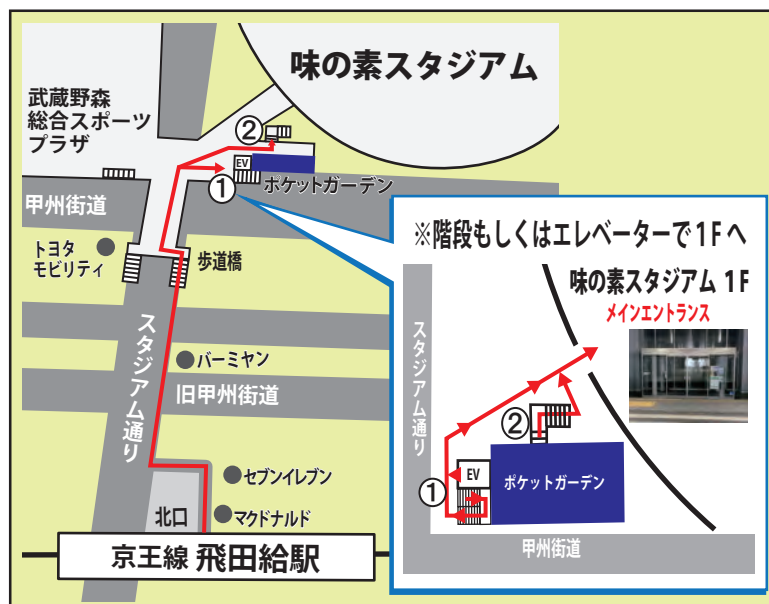 味の素スタジアム
武蔵野森
総合スポーツ
プラザ
②
EV
①
ポケットガーデン
甲州街道
トヨタ
モビリティ
歩道橋
スタジアム通り
バーミヤン
旧甲州街道
セブンイレブン
北口
マクドナルド
京王線 飛田給駅
※階段もしくはエレベーターで1Fへ
味の素スタジアム 1F
メインエントランス
スタジアム通り
②
EV
ポケットガーデン
①
甲州街道